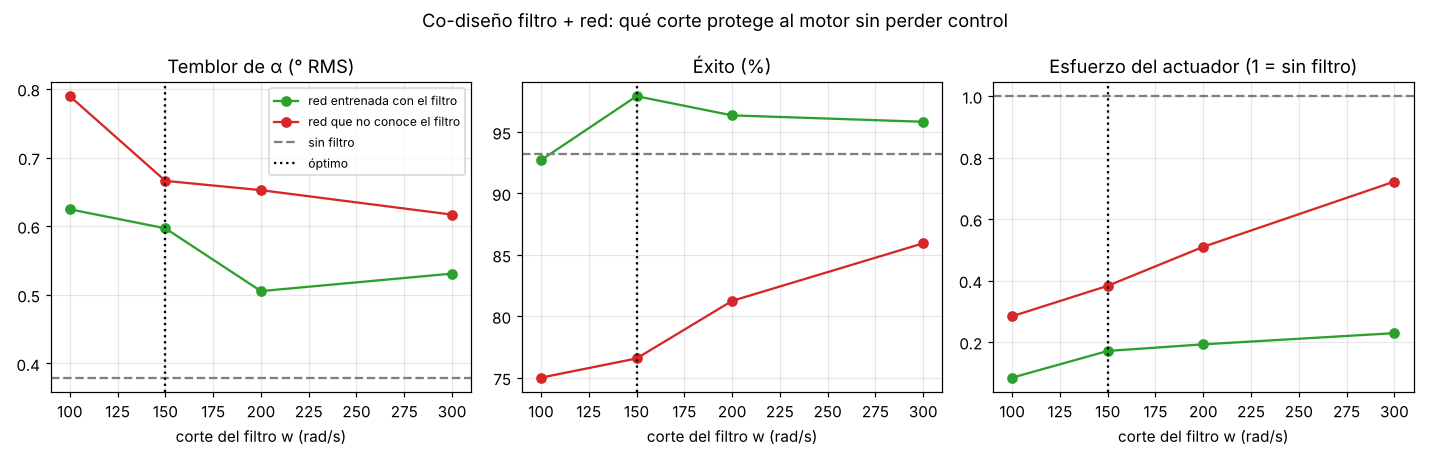 Co-diseño filtro + red: qué corte protege al motor sin perder control
Temblor de α (° RMS)
0.8
0.7
0.6
0.5
0.4
red entrenada con el filtro
red que no conoce el filtro
sin filtro
óptimo
100 125 150 175 200 225 250 275 300
corte del filtro w (rad/s)
Éxito (%)
95
90
85
80
75
100 125 150 175 200 225 250 275 300
corte del filtro w (rad/s)
Esfuerzo del actuador (1 = sin filtro)
1.0
0.8
0.6
0.4
0.2
100 125 150 175 200 225 250 275 300
corte del filtro w (rad/s)